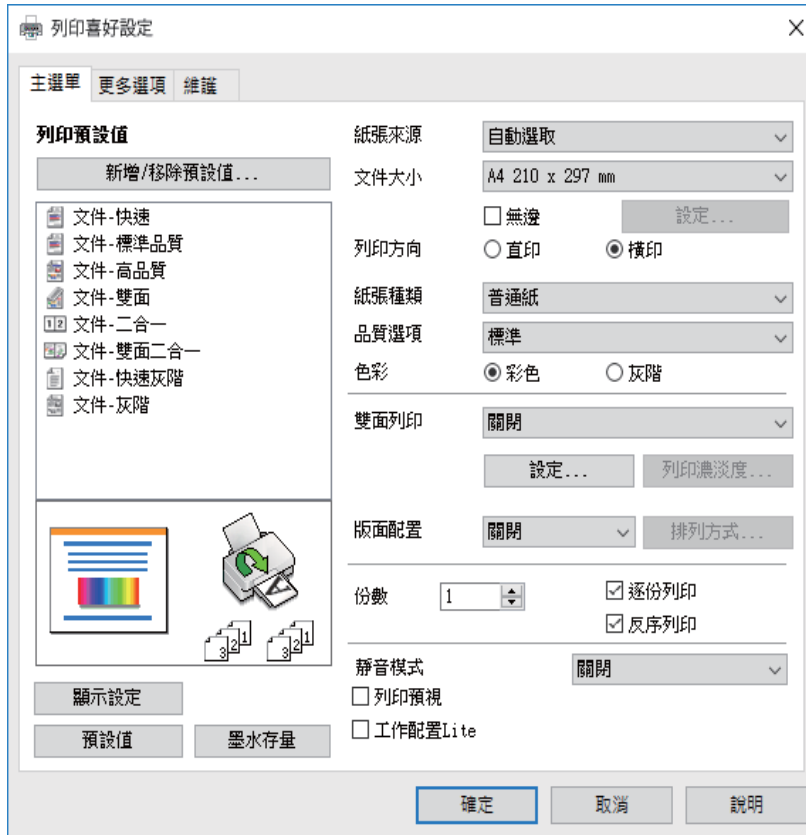 列印喜好設定
主選單 更多選項 維護
列印預設值
新增/移除預設值...
文件-快速
文件-標準品質
文件-高品質
文件-雙面
文件-二合一
文件-雙面二合一
文件-快速灰階
文件-灰階
顯示設定
預設值 墨水存量
紙張來源 自動選取
文件大小 A4 210 x 297 mm
無邊 設定...
列印方向 直印 橫印
紙張種類 普通紙
品質選項 標準
色彩 彩色 灰階
雙面列印 關閉
設定... 列印濃淡度...
版面配置 關閉 排列方式...
份數 1 逐份列印
反序列印
靜音模式 關閉
列印預視
工作配置Lite
確定 取消 說明